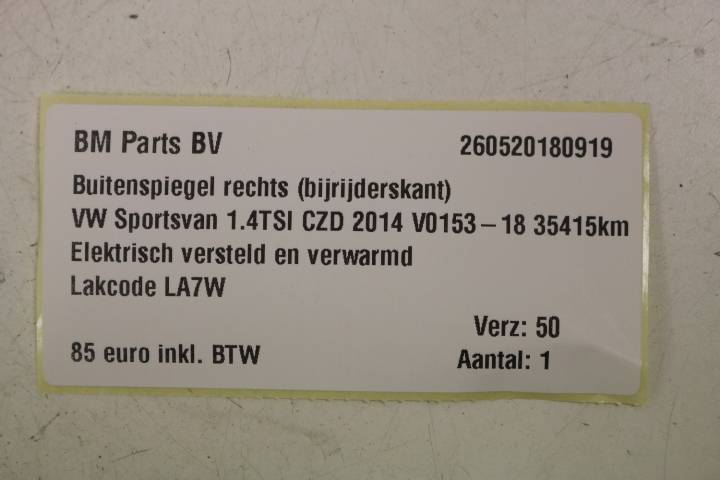 BM Parts BV 260520180919
Buitenspiegel rechts (bijrijderskant)
VW Sportsvan 1.4TSI CZD 2014 V0153-18 35415km
Elektrisch versteld en verwarmd
Lakcode LA7W
Verz: 50
85 euro inkl. BTW Aantal: 1